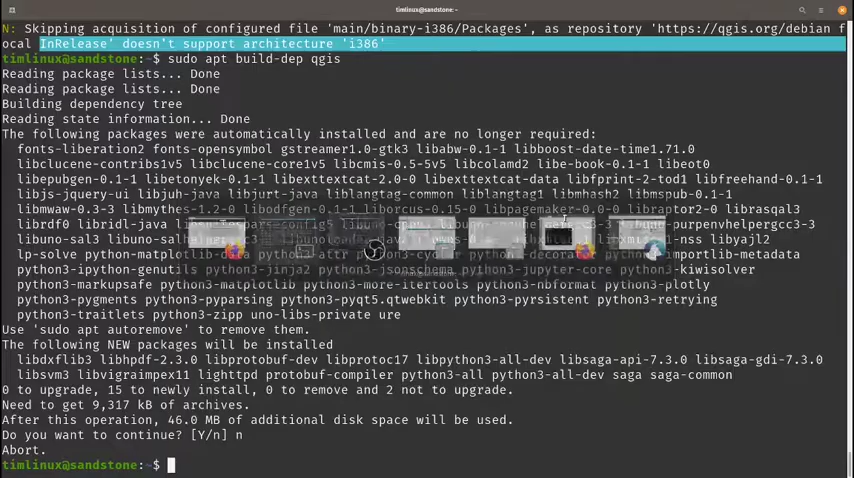 timlinux@sandstone:~
N: Skipping acquisition of configured file 'main/binary-i386/Packages', as repository 'https://qgis.org/debian f
ocal InRelease' doesn't support architecture 'i386'
timlinux@sandstone:~$ sudo apt build-dep qgis
Reading package lists... Done
Reading package lists... Done
Building dependency tree
Reading state information... Done
The following packages were automatically installed and are no longer required:
fonts-liberation2 fonts-opensymbol gstreamer1.0-gtk3 libabw-0.1-1 libboost-date-time1.71.0
libclucene-contribs1v5 libclucene-core1v5 libcmis-0.5-5v5 libcolamd2 libe-book-0.1-1 libeot0
libepubgen-0.1-1 libetonyek-0.1-1 libexttextcat-2.0-0 libexttextcat-data libfprint-2-tod1 libfreehand-0.1-1
libjs-jquery-ui libjuh-java libjurt-java liblangtag-common liblangtag1 libmhash2 libmspub-0.1-1
libmwaw-0.3-3 libmythes-1.2-0 libodfgen-0.1-1 liborcus-0.15-0 libpagemaker-0.0-0 libraptor2-0 librasqal3
librdf0 libridl-java libuno-purpenvhelpergcc3-3
libuno-sal3 libyajl2
lp-solve
python3-ipython-genutils python3-jinja2 python3-jsonschema python3-jupyter-core python3-kiwisolver
python3-markupsafe python3-matplotlib python3-more-itertools python3-nbformat python3-plotly
python3-pygments python3-pyparsing python3-pyqt5.qtwebkit python3-pyrsistent python3-retrying
python3-traitlets python3-zipp uno-libs-private ure
Use 'sudo apt autoremove' to remove them.
The following NEW packages will be installed
libdxflib3 libhpdf-2.3.0 libprotobuf-dev libprotoc17 libpython3-all-dev libsaga-api-7.3.0 libsaga-gdi-7.3.0
libsvm3 libvigraimpex11 lighttpd protobuf-compiler python3-all python3-all-dev saga saga-common
0 to upgrade, 15 to newly install, 0 to remove and 2 not to upgrade.
Need to get 9,317 kB of archives.
After this operation, 46.0 MB of additional disk space will be used.
Do you want to continue? [Y/n] n
Abort.
timlinux@sandstone:~$